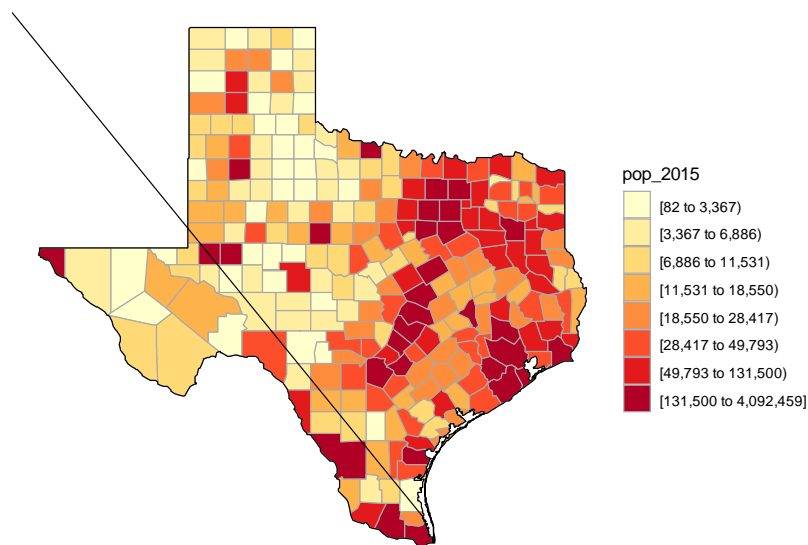 pop_2015
[82 to 3,367)
[3,367 to 6,886)
[6,886 to 11,531)
[11,531 to 18,550)
[18,550 to 28,417)
[28,417 to 49,793)
[49,793 to 131,500)
[131,500 to 4,092,459]